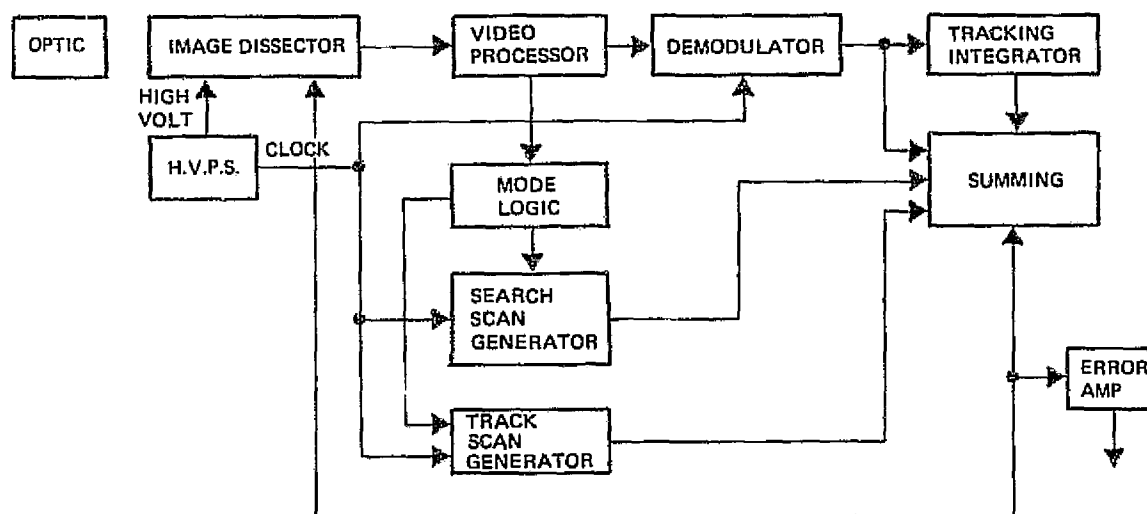 OPTIC
IMAGE DISSECTOR
VIDEO
PROCESSOR
DEMODULATOR
TRACKING
INTEGRATOR
HIGH
VOLT
H.V.P.S.
CLOCK
MODE
LOGIC
SUMMING
SEARCH
SCAN
GENERATOR
ERROR
AMP
TRACK
SCAN
GENERATOR